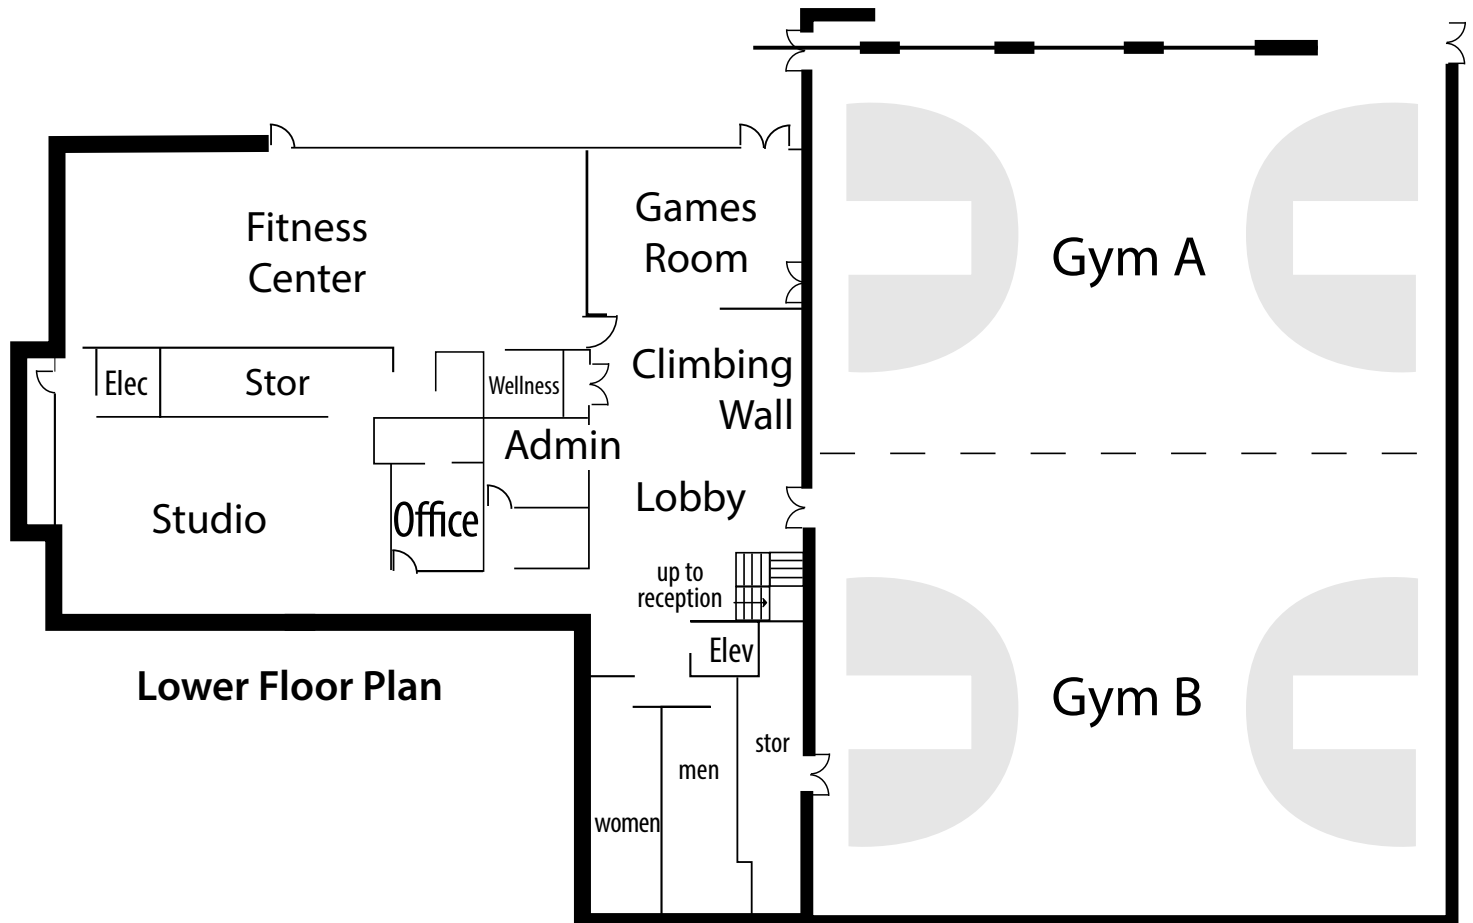 Games
Room
Fitness
Center
Gym A
Climbing
Wall
Elec
Stor
Wellness
Admin
Lobby
Studio
Office
up to
reception
Elev
Lower Floor Plan
Gym B
stor
men
women